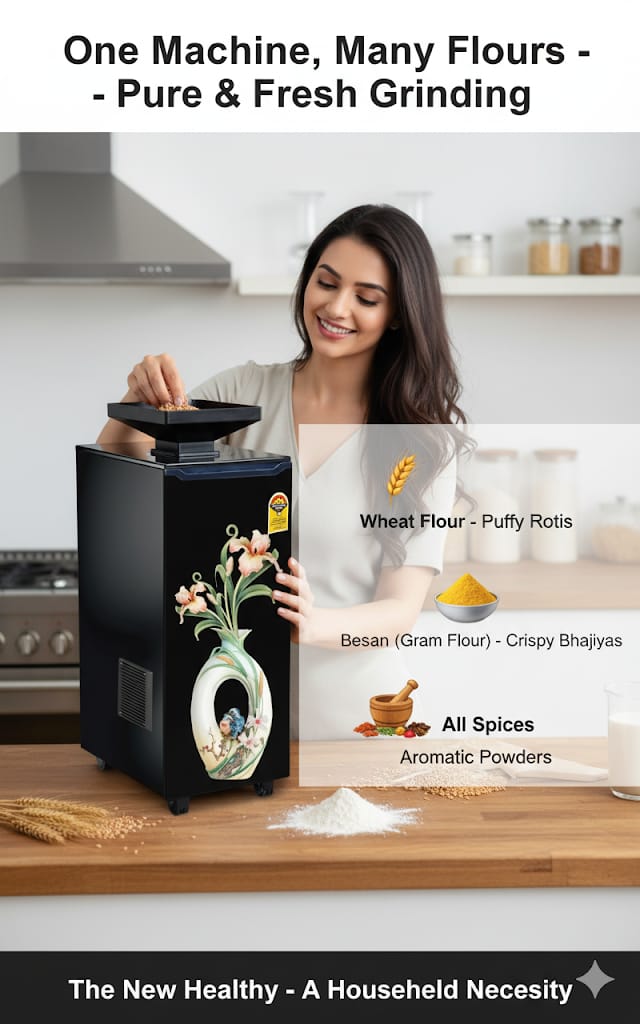 One Machine, Many Flours -
- Pure & Fresh Grinding
Wheat Flour - Puffy Rotis
Besan (Gram Flour) - Crispy Bhajiyas
All Spices
Aromatic Powders
The New Healthy - A Househeld Necesity